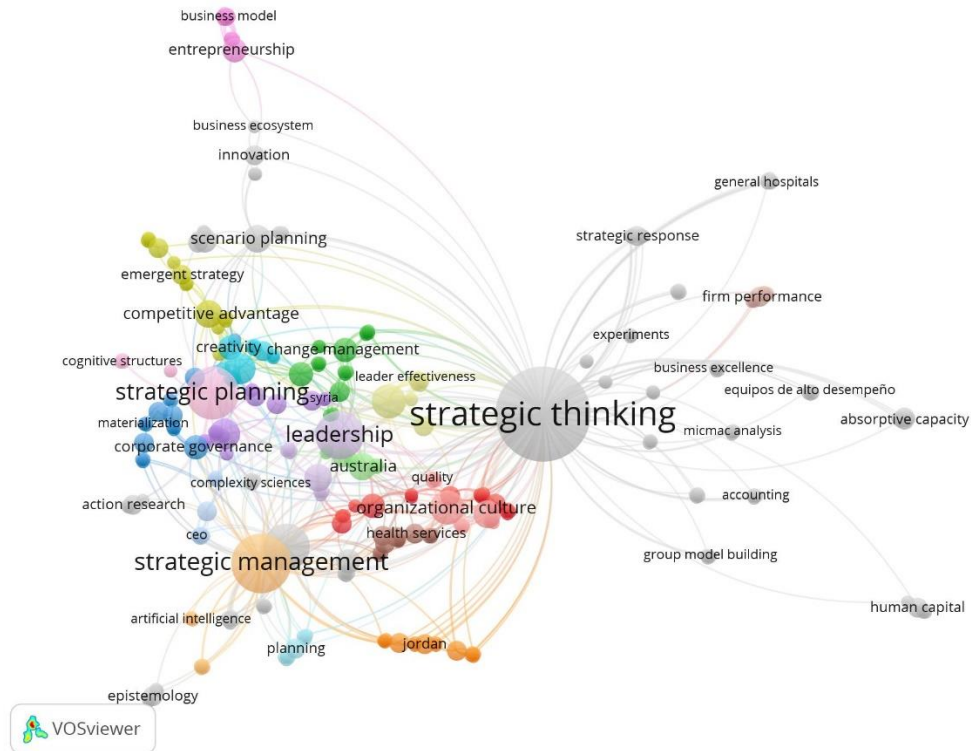 business model
entrepreneurship
business ecosystem
innovation
general hospitals
scenario planning
strategic response
emergent strategy
firm performance
competitive advantage
experiments
creativity
change management
cognitive structures
business excellence
leader effectiveness
equipos de alto desempeño
strategic planning
syria
strategic thinking
absorptive capacity
materialization
micmac analysis
leadership
corporate governance
australia
quality
complexity sciences
accounting
action research
organizational culture
ceo
health services
group model building
strategic management
human capital
artificial intelligence
planning
jordan
epistemology
VOSviewer